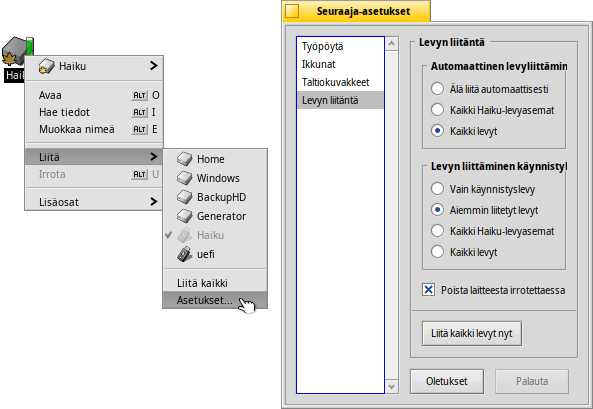 Haik
Haiku
Avaa ALT O
Hae tiedot ALT I
Muokkaa nimeä ALT E
Liitä
Irrota ALT U
Lisäosat
Home
Windows
BackupHD
Generator
Haiku
uefi
Liitä kaikki
Asetukset...
Seuraaja-asetukset
Työpöytä
Ikkunat
Taltiokuvakkeet
Levyn liitäntä
Levyn liitäntä
Automaattinen levyliittämin
Älä liitä automaattisesti
Kaikki Haiku-levyasemat
Kaikki levyt
Levyn liittäminen käynnistyl
Vain käynnistyslevy
Aiemmin liitetyt levyt
Kaikki Haiku-levyasemat
Kaikki levyt
Poista laitteesta irrotettaessa
Liitä kaikki levyt nyt
Oletukset
Palauta